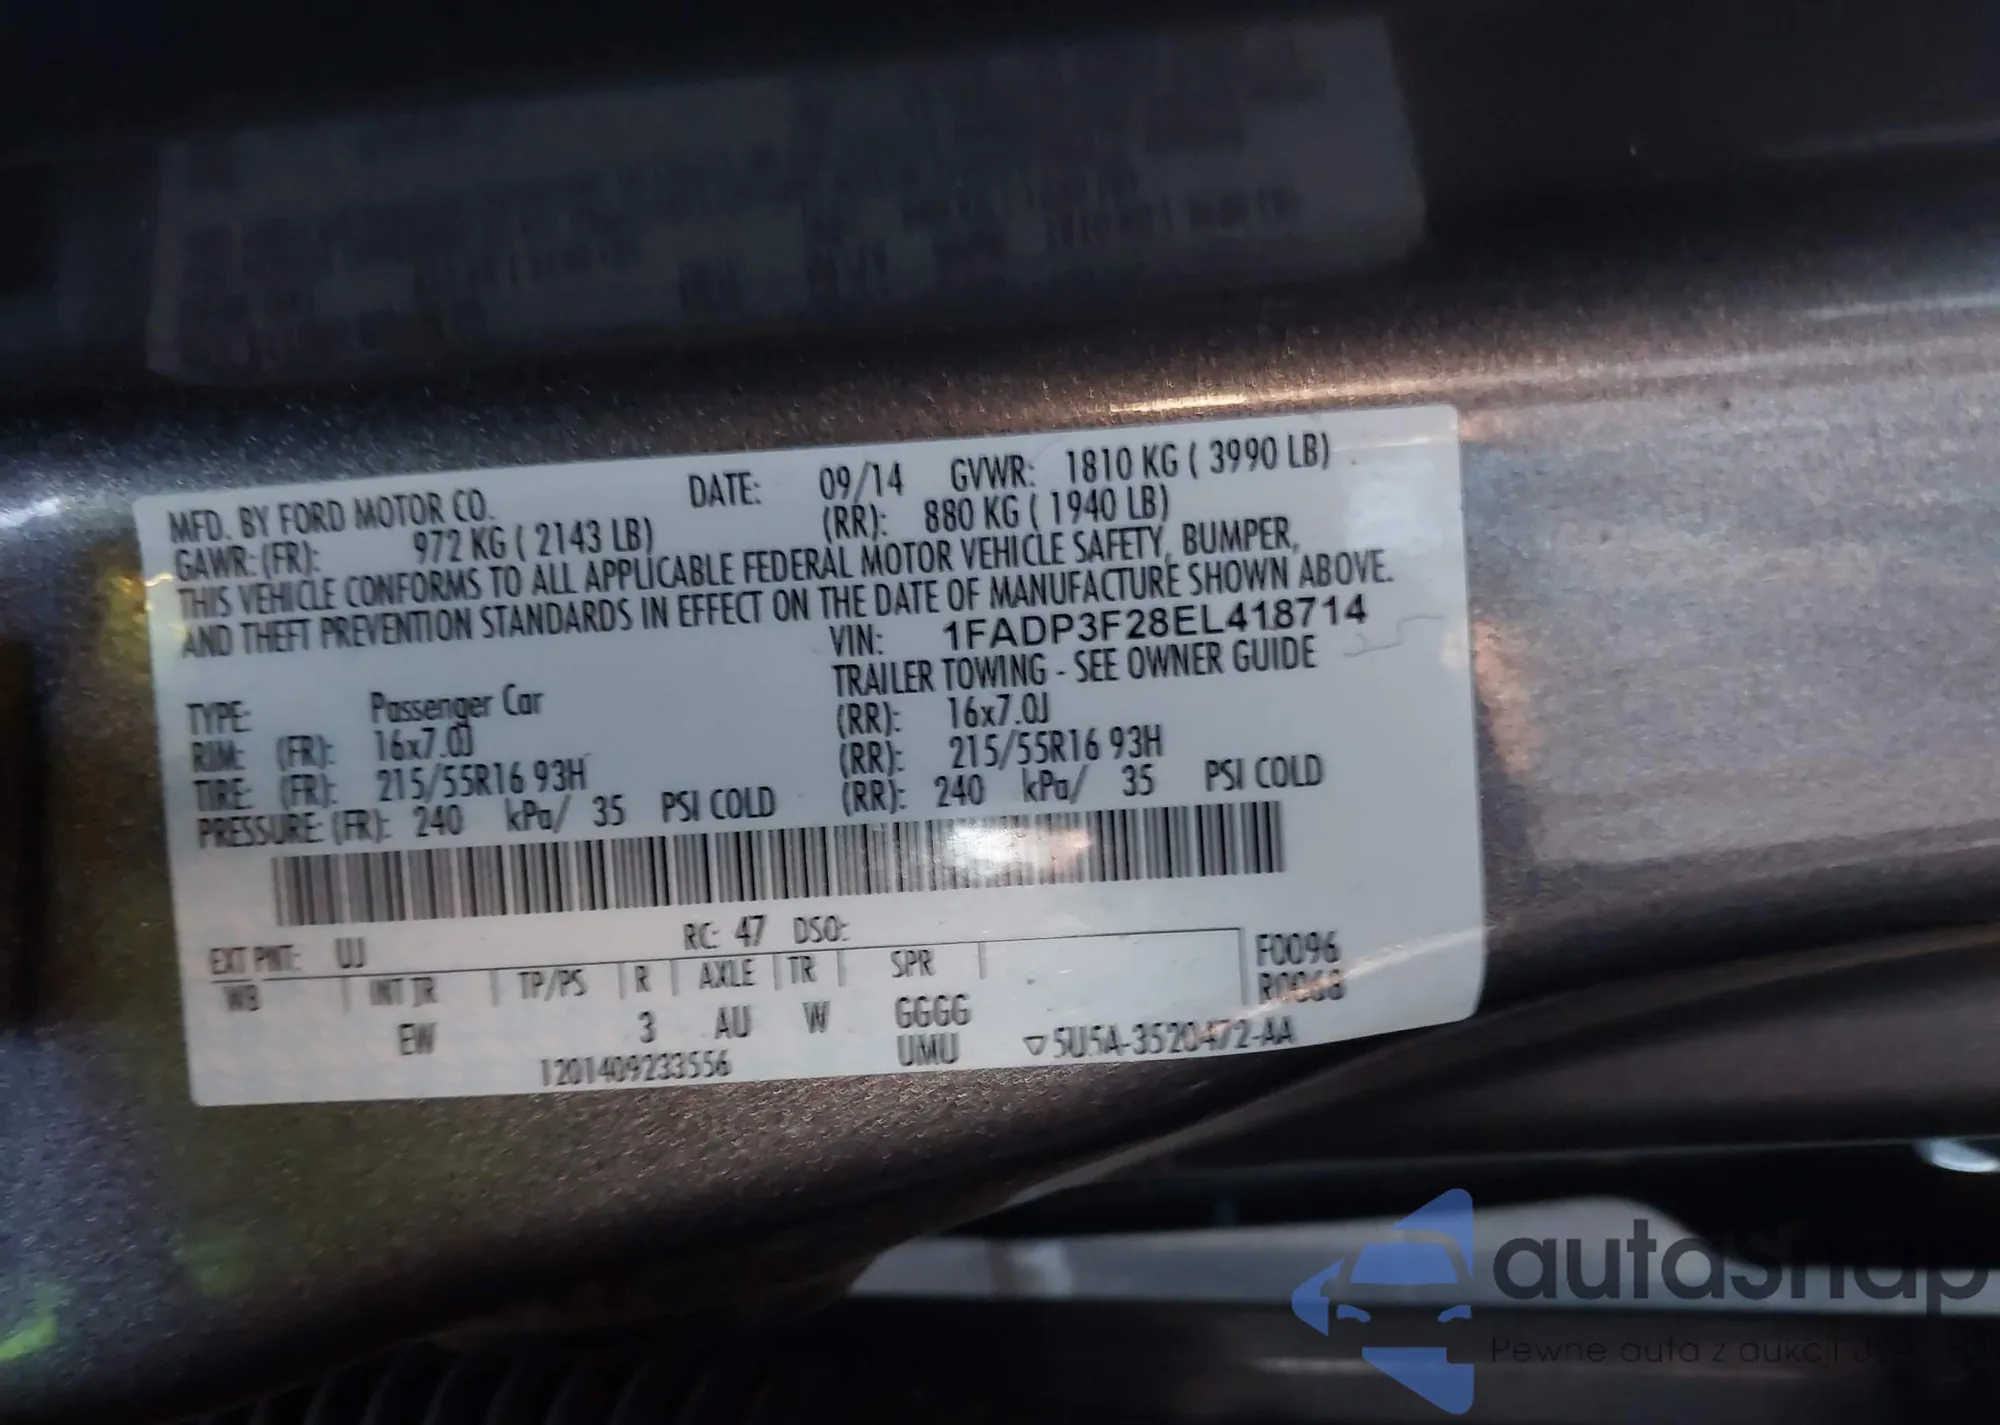 MFD. BY FORD MOTOR CO. DATE: 09/14 GVWR: 1810 KG ( 3990 LB)
GAWR: (FR): 972 KG ( 2143 LB) (RR): 880 KG ( 1940 LB)
THIS VEHICLE CONFORMS TO ALL APPLICABLE FEDERAL MOTOR VEHICLE SAFETY, BUMPER,
AND THEFT PREVENTION STANDARDS IN EFFECT ON THE DATE OF MANUFACTURE SHOWN ABOVE.
VIN: 1FADP3F28EL418714
TRAILER TOWING - SEE OWNER GUIDE
TYPE: Passenger Car
RIM: (FR): 16x7.0J (RR): 16x7.0J
TIRE: (FR): 215/55R16 93H (RR): 215/55R16 93H
PRESSURE: (FR): 240 kPa/ 35 PSI COLD (RR): 240 kPa/ 35 PSI COLD
EXT PNT: UJ RC: 47 DSO: F0096
WB INT TR TP/PS R AXLE TR SPR R0068
EW 3 AU W GGGG
1201409233556 UMU ▽5U5A-3520472-AA
autasnap
Pewne auta z aukcji